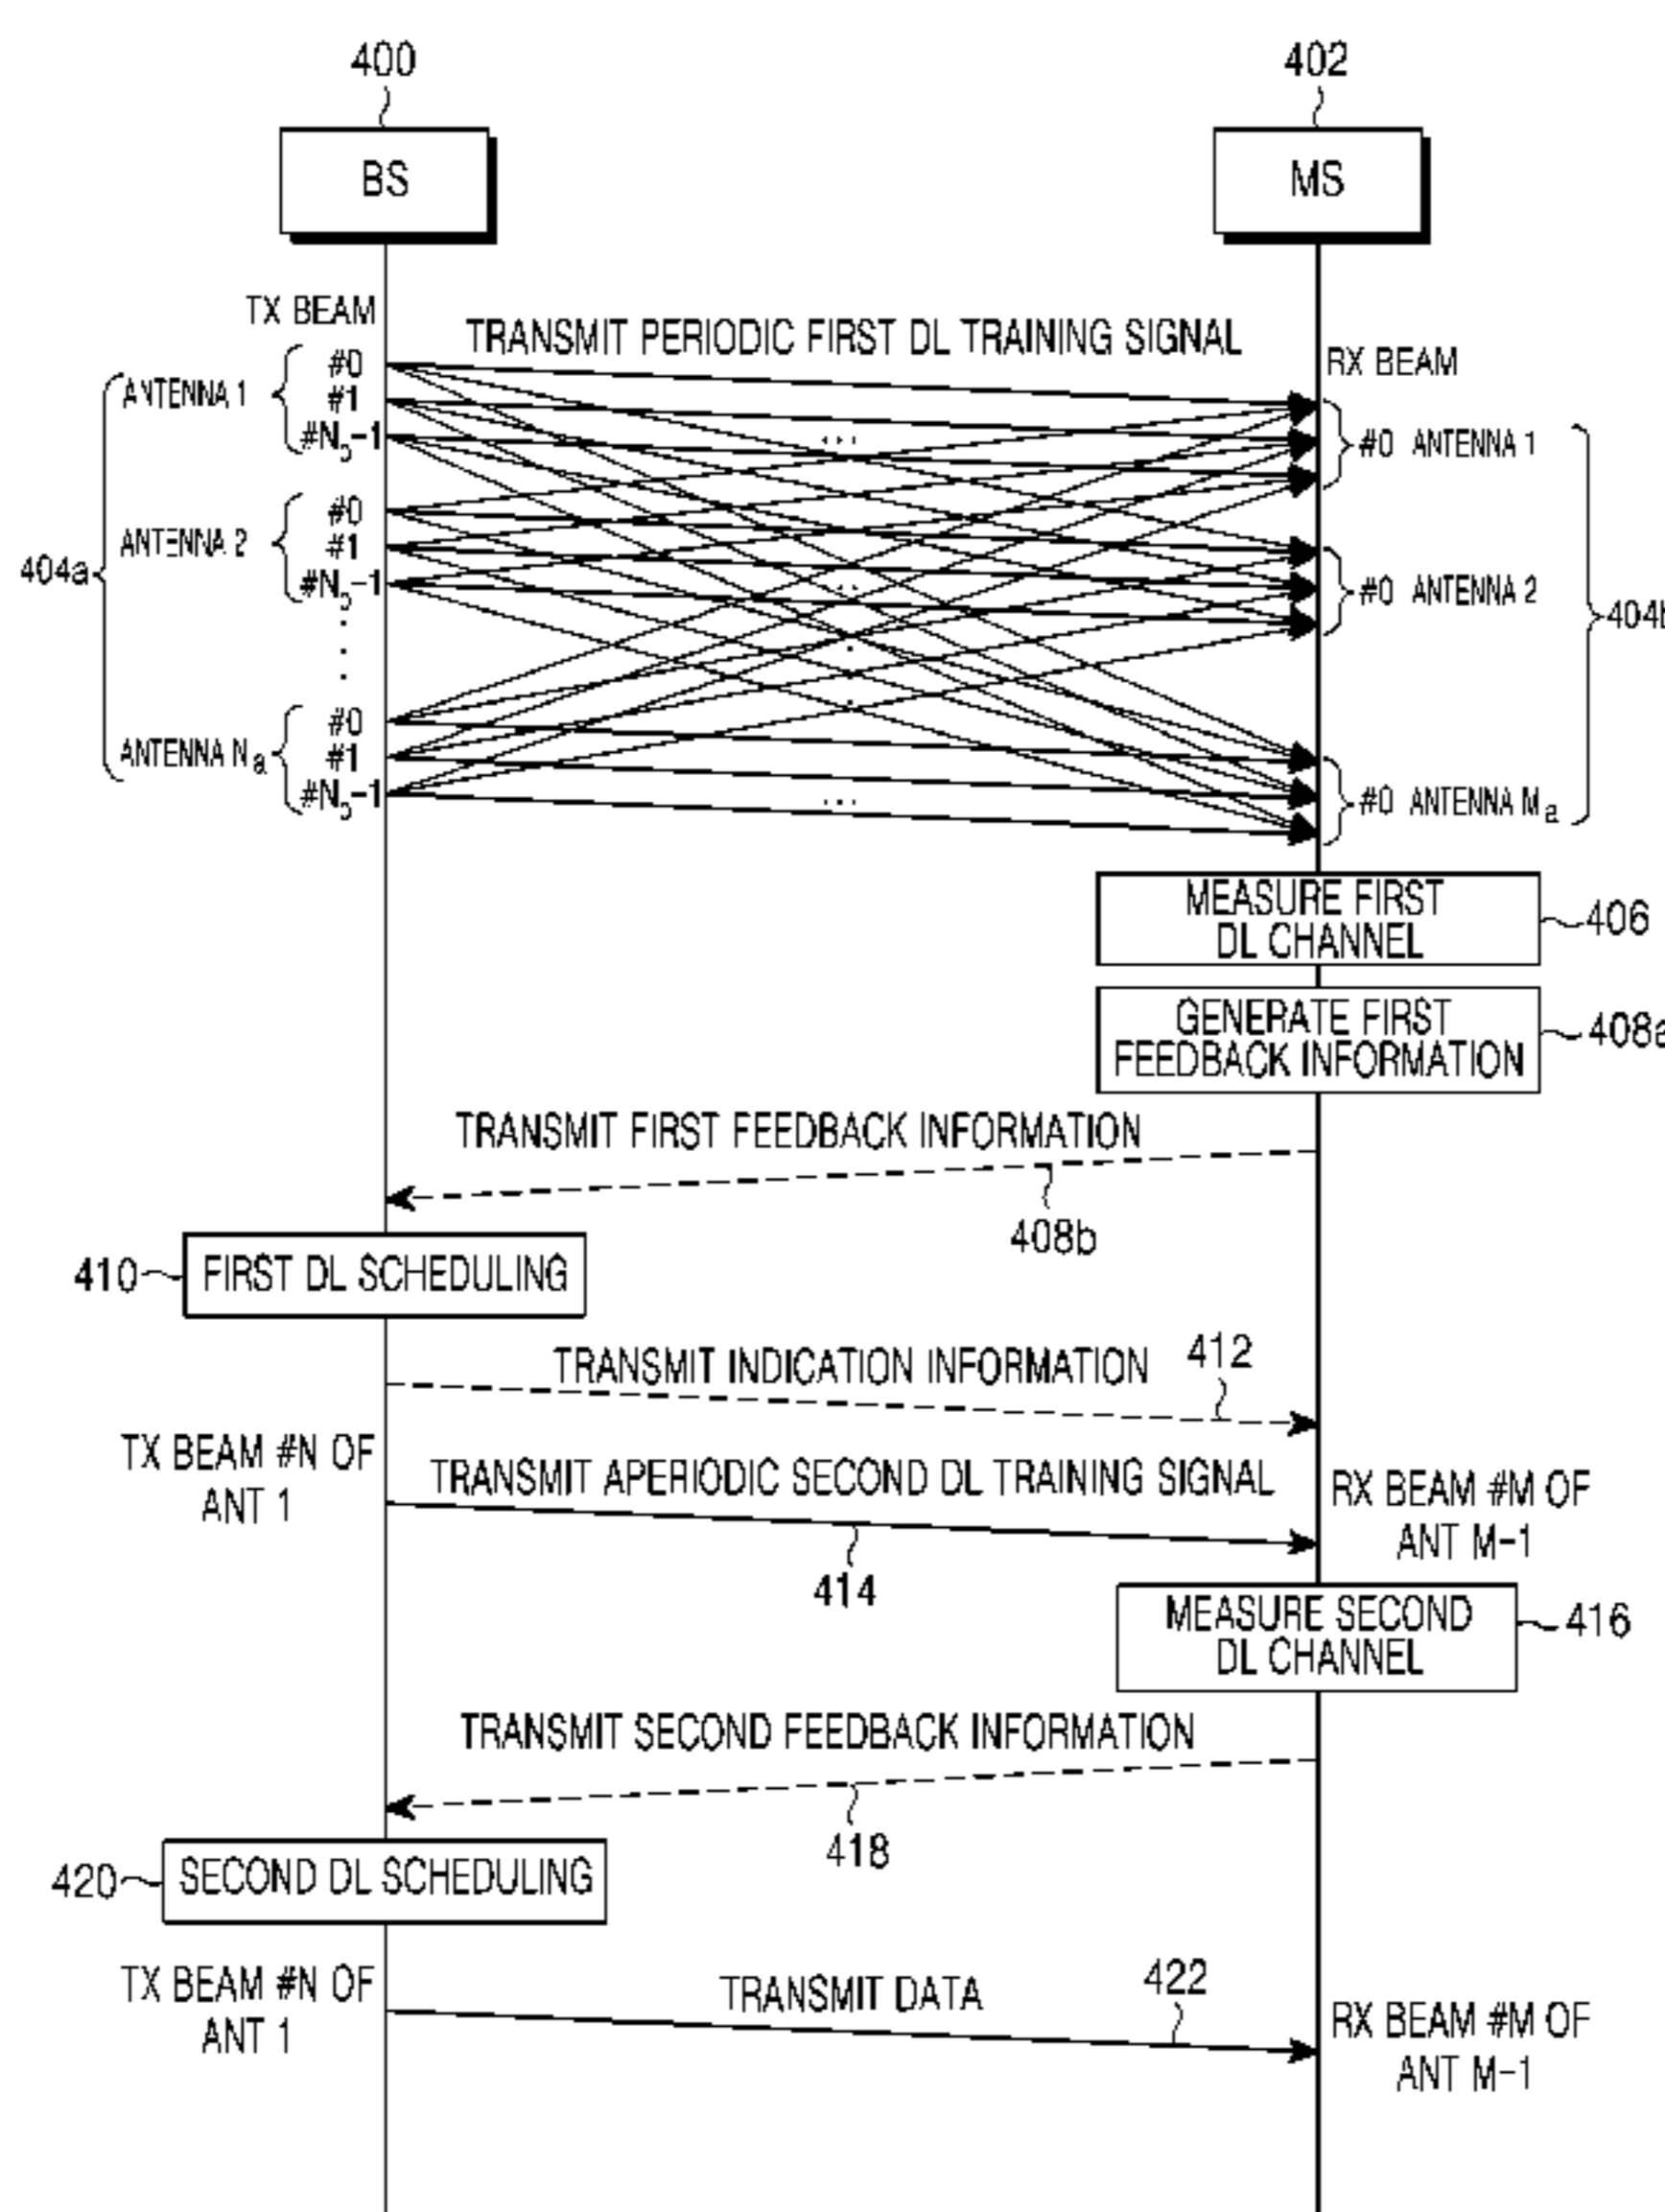 400
402
BS
MS
TX BEAM
TRANSMIT PERIODIC FIRST DL TRAINING SIGNAL
RX BEAM
ANTENNA 1
#0
#1
#Nb-1
#0 ANTENNA 1
404a
ANTENNA 2
#0
#1
#Nb-1
#0 ANTENNA 2
404b
ANTENNA Na
#0
#1
#Nb-1
#0 ANTENNA Ma
MEASURE FIRST
DL CHANNEL
406
GENERATE FIRST
FEEDBACK INFORMATION
408a
TRANSMIT FIRST FEEDBACK INFORMATION
408b
410
FIRST DL SCHEDULING
TRANSMIT INDICATION INFORMATION
412
TX BEAM #N OF
ANT 1
TRANSMIT APERIODIC SECOND DL TRAINING SIGNAL
RX BEAM #M OF
ANT M-1
414
MEASURE SECOND
DL CHANNEL
416
TRANSMIT SECOND FEEDBACK INFORMATION
418
420
SECOND DL SCHEDULING
TX BEAM #N OF
ANT 1
TRANSMIT DATA
422
RX BEAM #M OF
ANT M-1